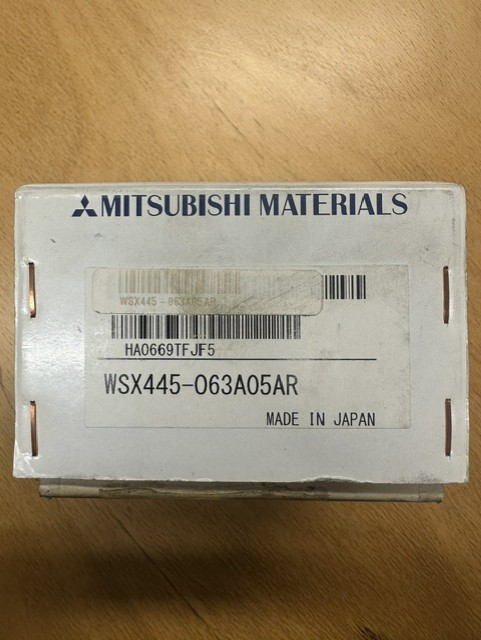 MITSUBISHI MATERIALS
WSX445-063A05AR
HA0669TFJF5
WSX445-063A05AR
MADE IN JAPAN